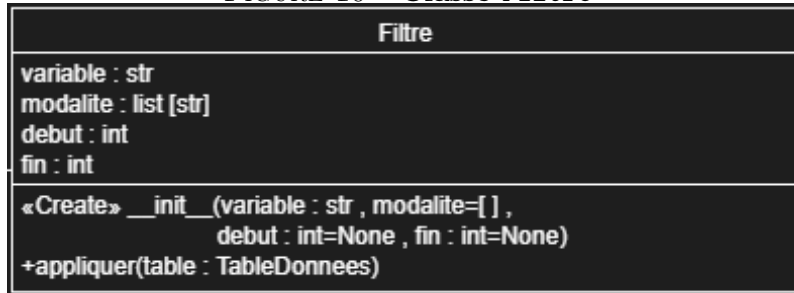 Filtre
variable : str
modalite : list [str]
debut : int
fin : int
«Create» __init__(variable : str , modalite=[ ] ,
debut : int=None , fin : int=None)
+appliquer(table : TableDonnees)